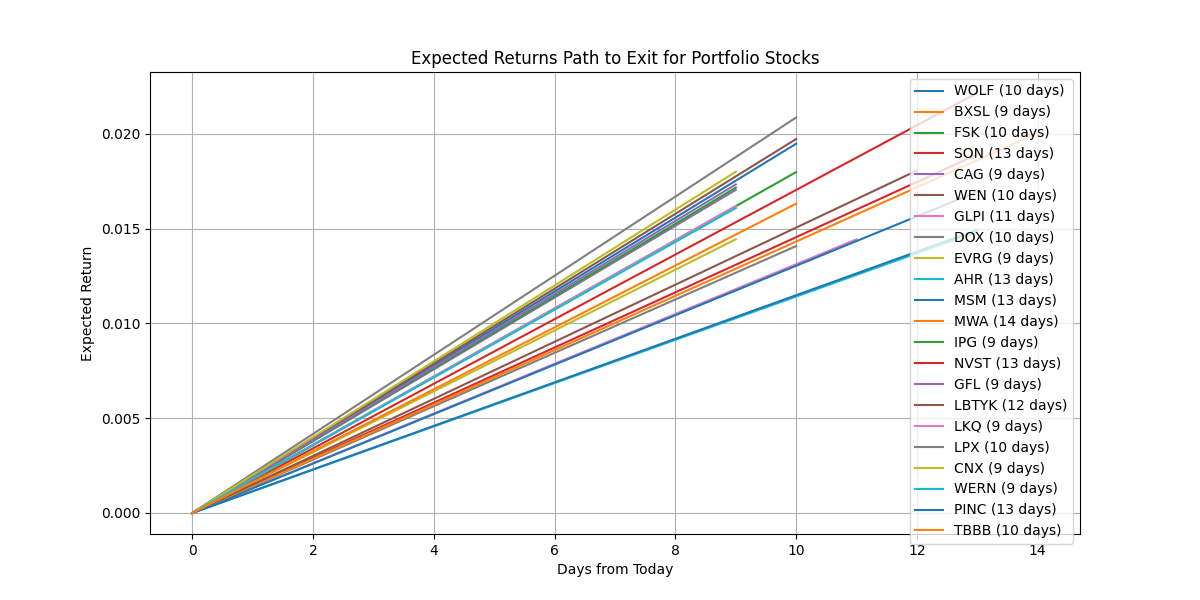 Expected Returns Path to Exit for Portfolio Stocks
Expected Return
0.020
0.015
0.010
0.005
0.000
WOLF (10 days)
BXSL (9 days)
FSK (10 days)
SON (13 days)
CAG (9 days)
WEN (10 days)
GLPI (11 days)
DOX (10 days)
EVRG (9 days)
AHR (13 days)
MSM (13 days)
MWA (14 days)
IPG (9 days)
NVST (13 days)
GFL (9 days)
LBTYK (12 days)
LKQ (9 days)
LPX (10 days)
CNX (9 days)
WERN (9 days)
PINC (13 days)
TBBB (10 days)
0 2 4 6 8 10 12 14
Days from Today